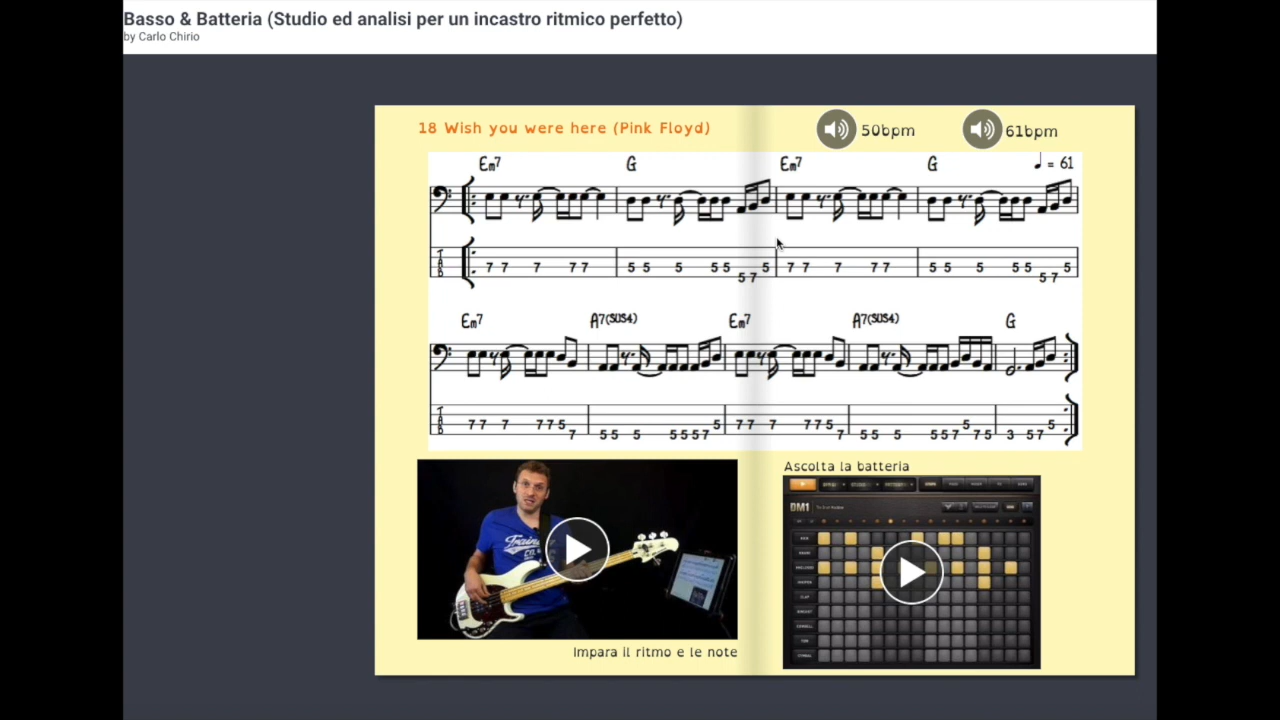 Basso & Batteria (Studio ed analisi per un incastro ritmico perfetto)
by Carlo Chirio
18 Wish you were here (Pink Floyd)
50bpm
61bpm
Em7 G Em7 G ♩ = 61
T A B 7 7 7 7 7 5 5 5 5 5 5 7 5 7 7 7 7 7 5 5 5 5 5 5 7 5
Em7 A7(SUS4) Em7 A7(SUS4) G
7 7 7 7 7 5 7 5 5 5 5 5 5 7 5 7 7 7 7 7 5 7 5 5 5 5 5 7 5 7 5 3 5 7 5
Ascolta la batteria
DM1
Impara il ritmo e le note